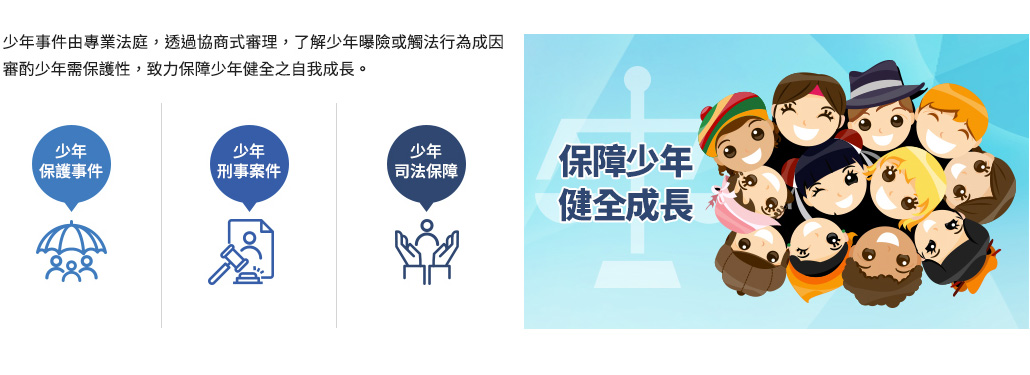 少年事件由專業法庭，透過協商式審理，了解少年曝險或觸法行為成因
審酌少年需保護性，致力保障少年健全之自我成長。
少年
保護事件
少年
刑事案件
少年
司法保障
保障少年
健全成長